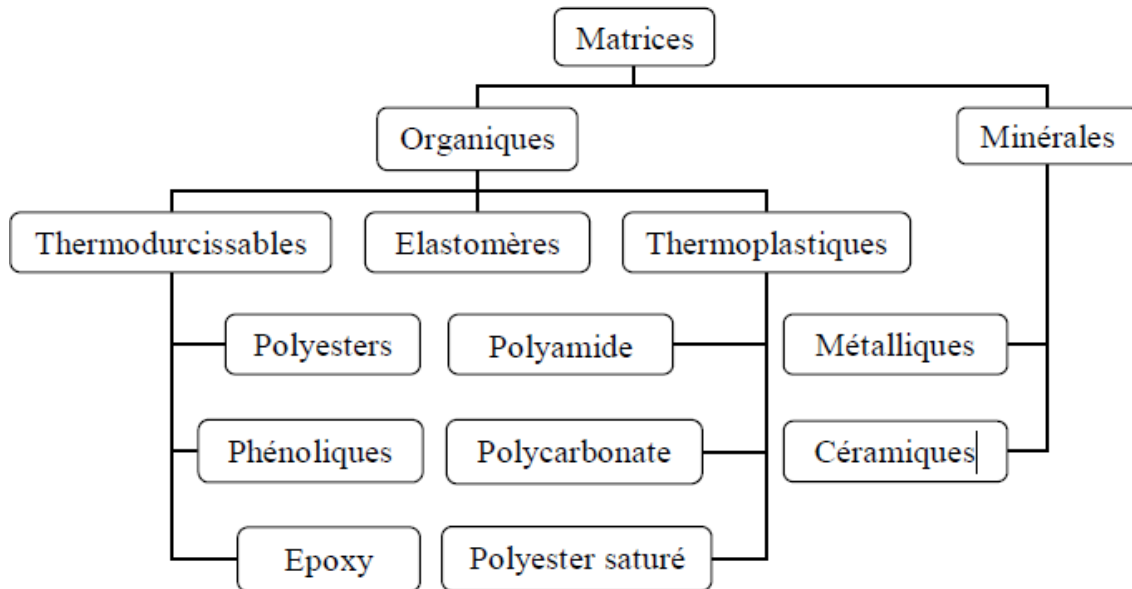 Matrices
Organiques
Minérales
Thermodurcissables
Elastomères
Thermoplastiques
Polyesters
Polyamide
Métalliques
Phénoliques
Polycarbonate
Céramiques
Epoxy
Polyester saturé